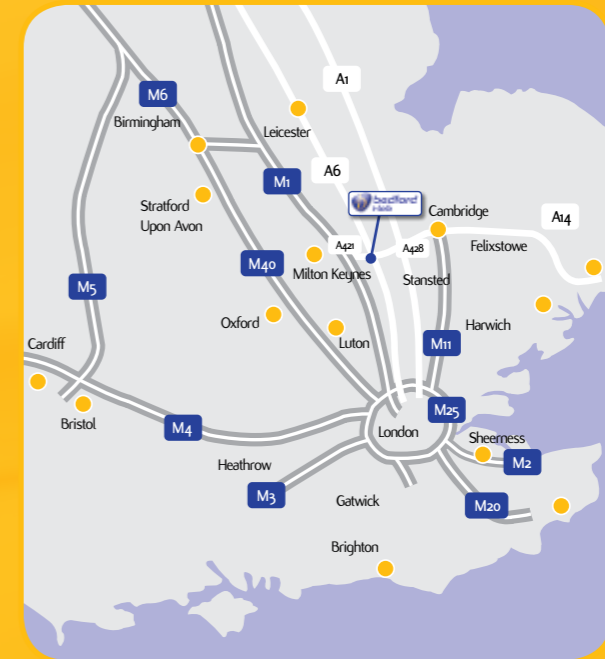 A1
M6
Birmingham
Leicester
A6
M1
bedford
Stratford
Upon Avon
Cambridge
A14
A421
A428
Felixstowe
M40
Milton Keynes
Stansted
M5
Oxford
Luton
Harwich
Cardiff
M11
M25
Bristol
M4
London
Sheerness
M2
Heathrow
M3
Gatwick
M20
Brighton